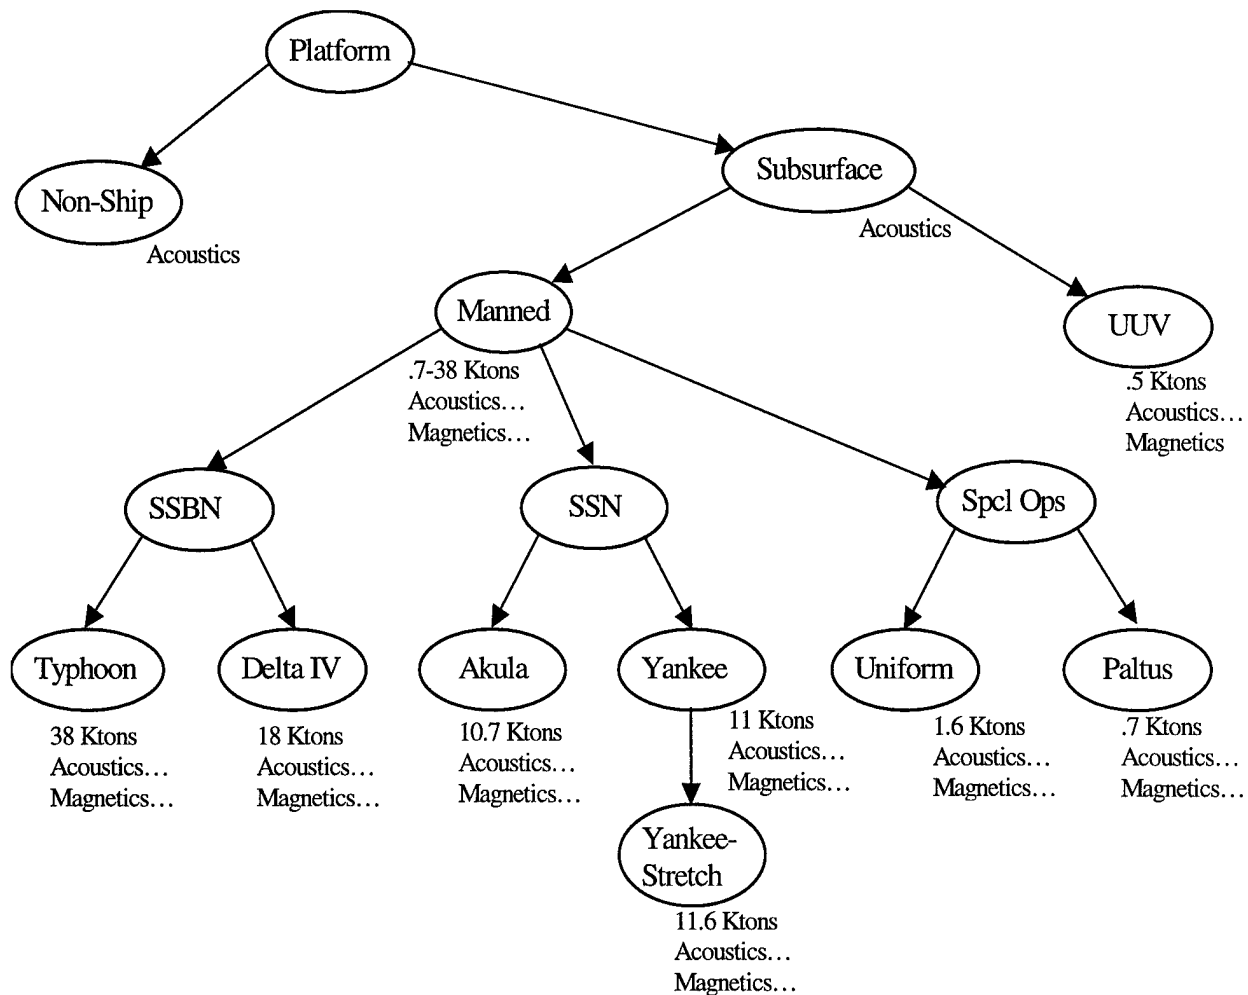 Platform
Subsurface
Non-Ship
Acoustics
Acoustics
Manned
UUV
.7-38 Ktons
Acoustics…
Magnetics…
.5 Ktons
Acoustics…
Magnetics
SSBN
SSN
Spcl Ops
Typhoon
Delta IV
Akula
Yankee
Uniform
Paltus
38 Ktons
Acoustics…
Magnetics…
18 Ktons
Acoustics…
Magnetics…
10.7 Ktons
Acoustics…
Magnetics…
11 Ktons
Acoustics…
Magnetics…
1.6 Ktons
Acoustics…
Magnetics…
.7 Ktons
Acoustics…
Magnetics…
Yankee-
Stretch
11.6 Ktons
Acoustics…
Magnetics…